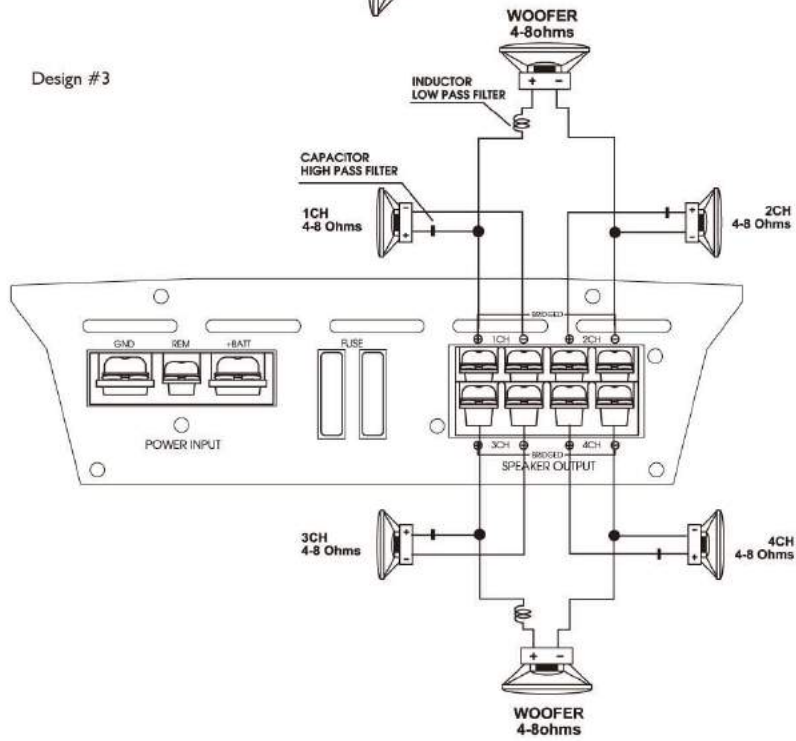 WOOFER
4-8ohms
Design #3
INDUCTOR
LOW PASS FILTER
CAPACITOR
HIGH PASS FILTER
1CH
4-8 Ohms
2CH
4-8 Ohms
BRIDGED
GND REM +BATT FUSE ⊕ 1CH ⊖ ⊕ 2CH ⊖
POWER INPUT
⊕ 3CH ⊖ ⊕ 4CH ⊖
BRIDGED
SPEAKER OUTPUT
3CH
4-8 Ohms
4CH
4-8 Ohms
WOOFER
4-8ohms